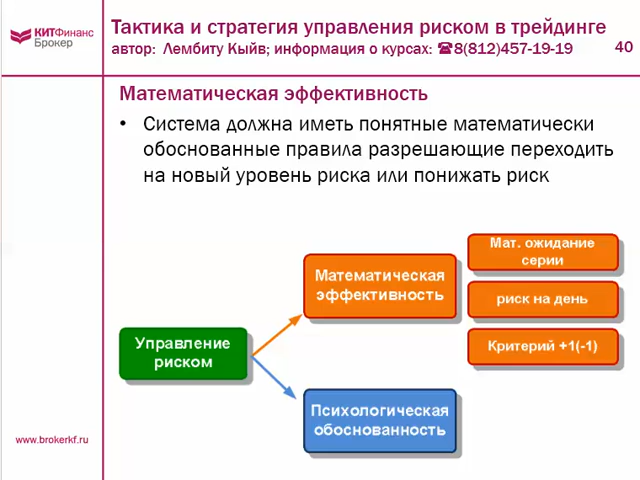 КИТФинанс
Брокер
Тактика и стратегия управления риском в трейдинге
автор: Лембиту Кыйв; информация о курсах: ☎8(812)457-19-19
40
Математическая эффективность
• Система должна иметь понятные математически
обоснованные правила разрешающие переходить
на новый уровень риска или понижать риск
Мат. ожидание
серии
Математическая
эффективность
риск на день
Управление
риском
Критерий +1(-1)
Психологическая
обоснованность
www.brokerkf.ru